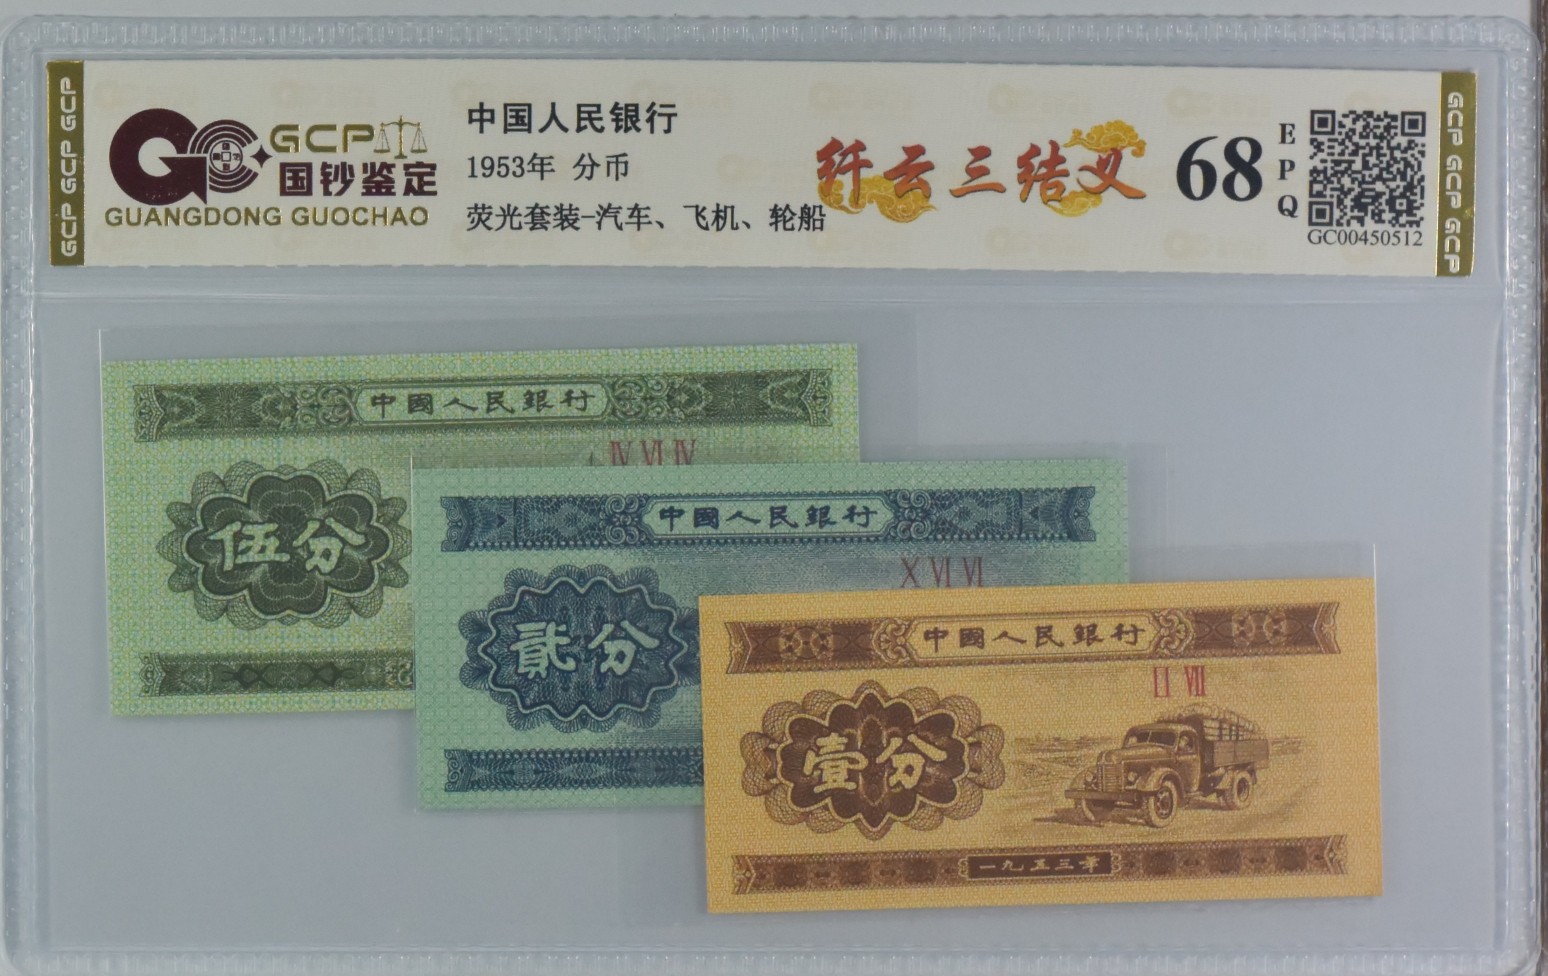 GCP GCP GCP
GCP
国钞鉴定
GUANGDONG GUOCHAO
中国人民银行
1953年 分币
荧光套装-汽车、飞机、轮船
纤云三结义
68
EPQ
GC00450512
GCP GCP GCP
中國人民銀行
Ⅳ Ⅵ Ⅳ
伍分
中國人民銀行
Ⅹ Ⅵ Ⅵ
貳分
中國人民銀行
Ⅱ Ⅶ
壹分
一九五三年